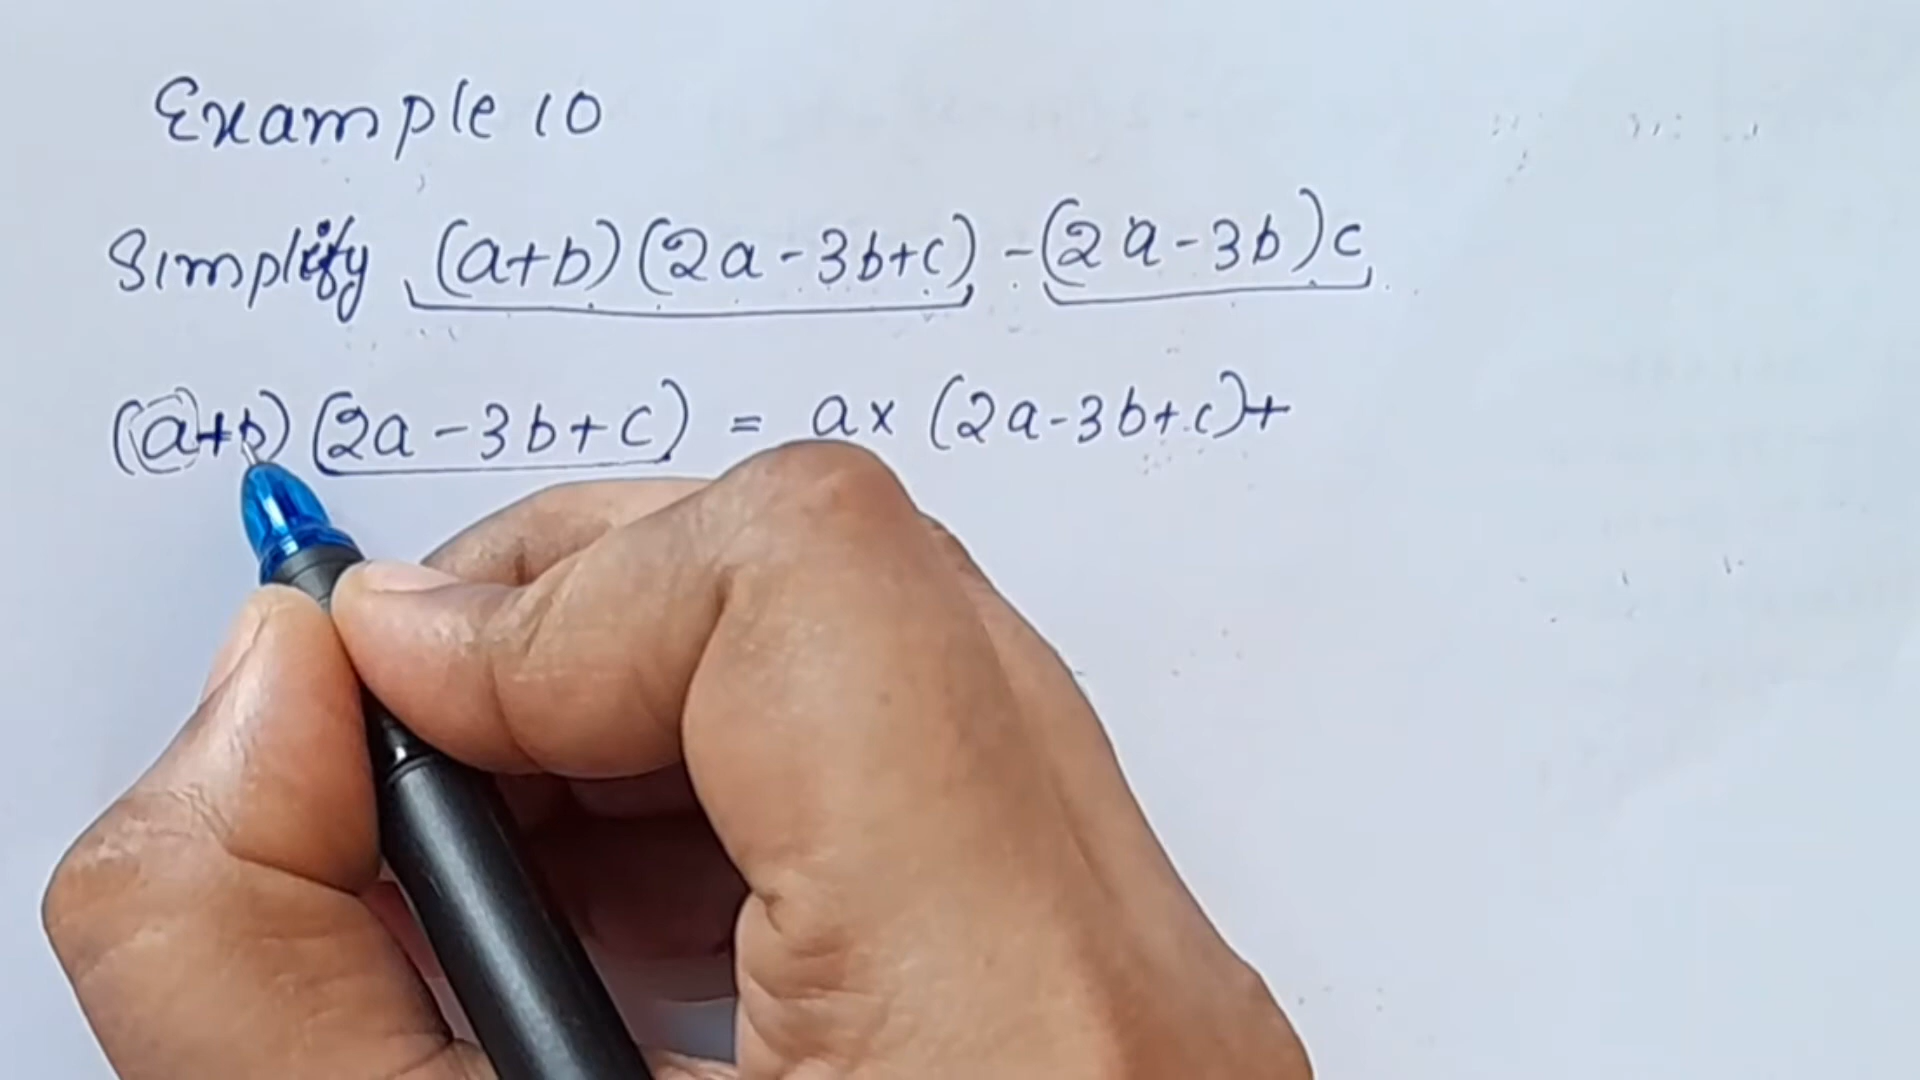 Example 10
Simplify (a+b)(2a-3b+c)-(2a-3b)c
(a+b)(2a-3b+c) = a×(2a-3b+c)+